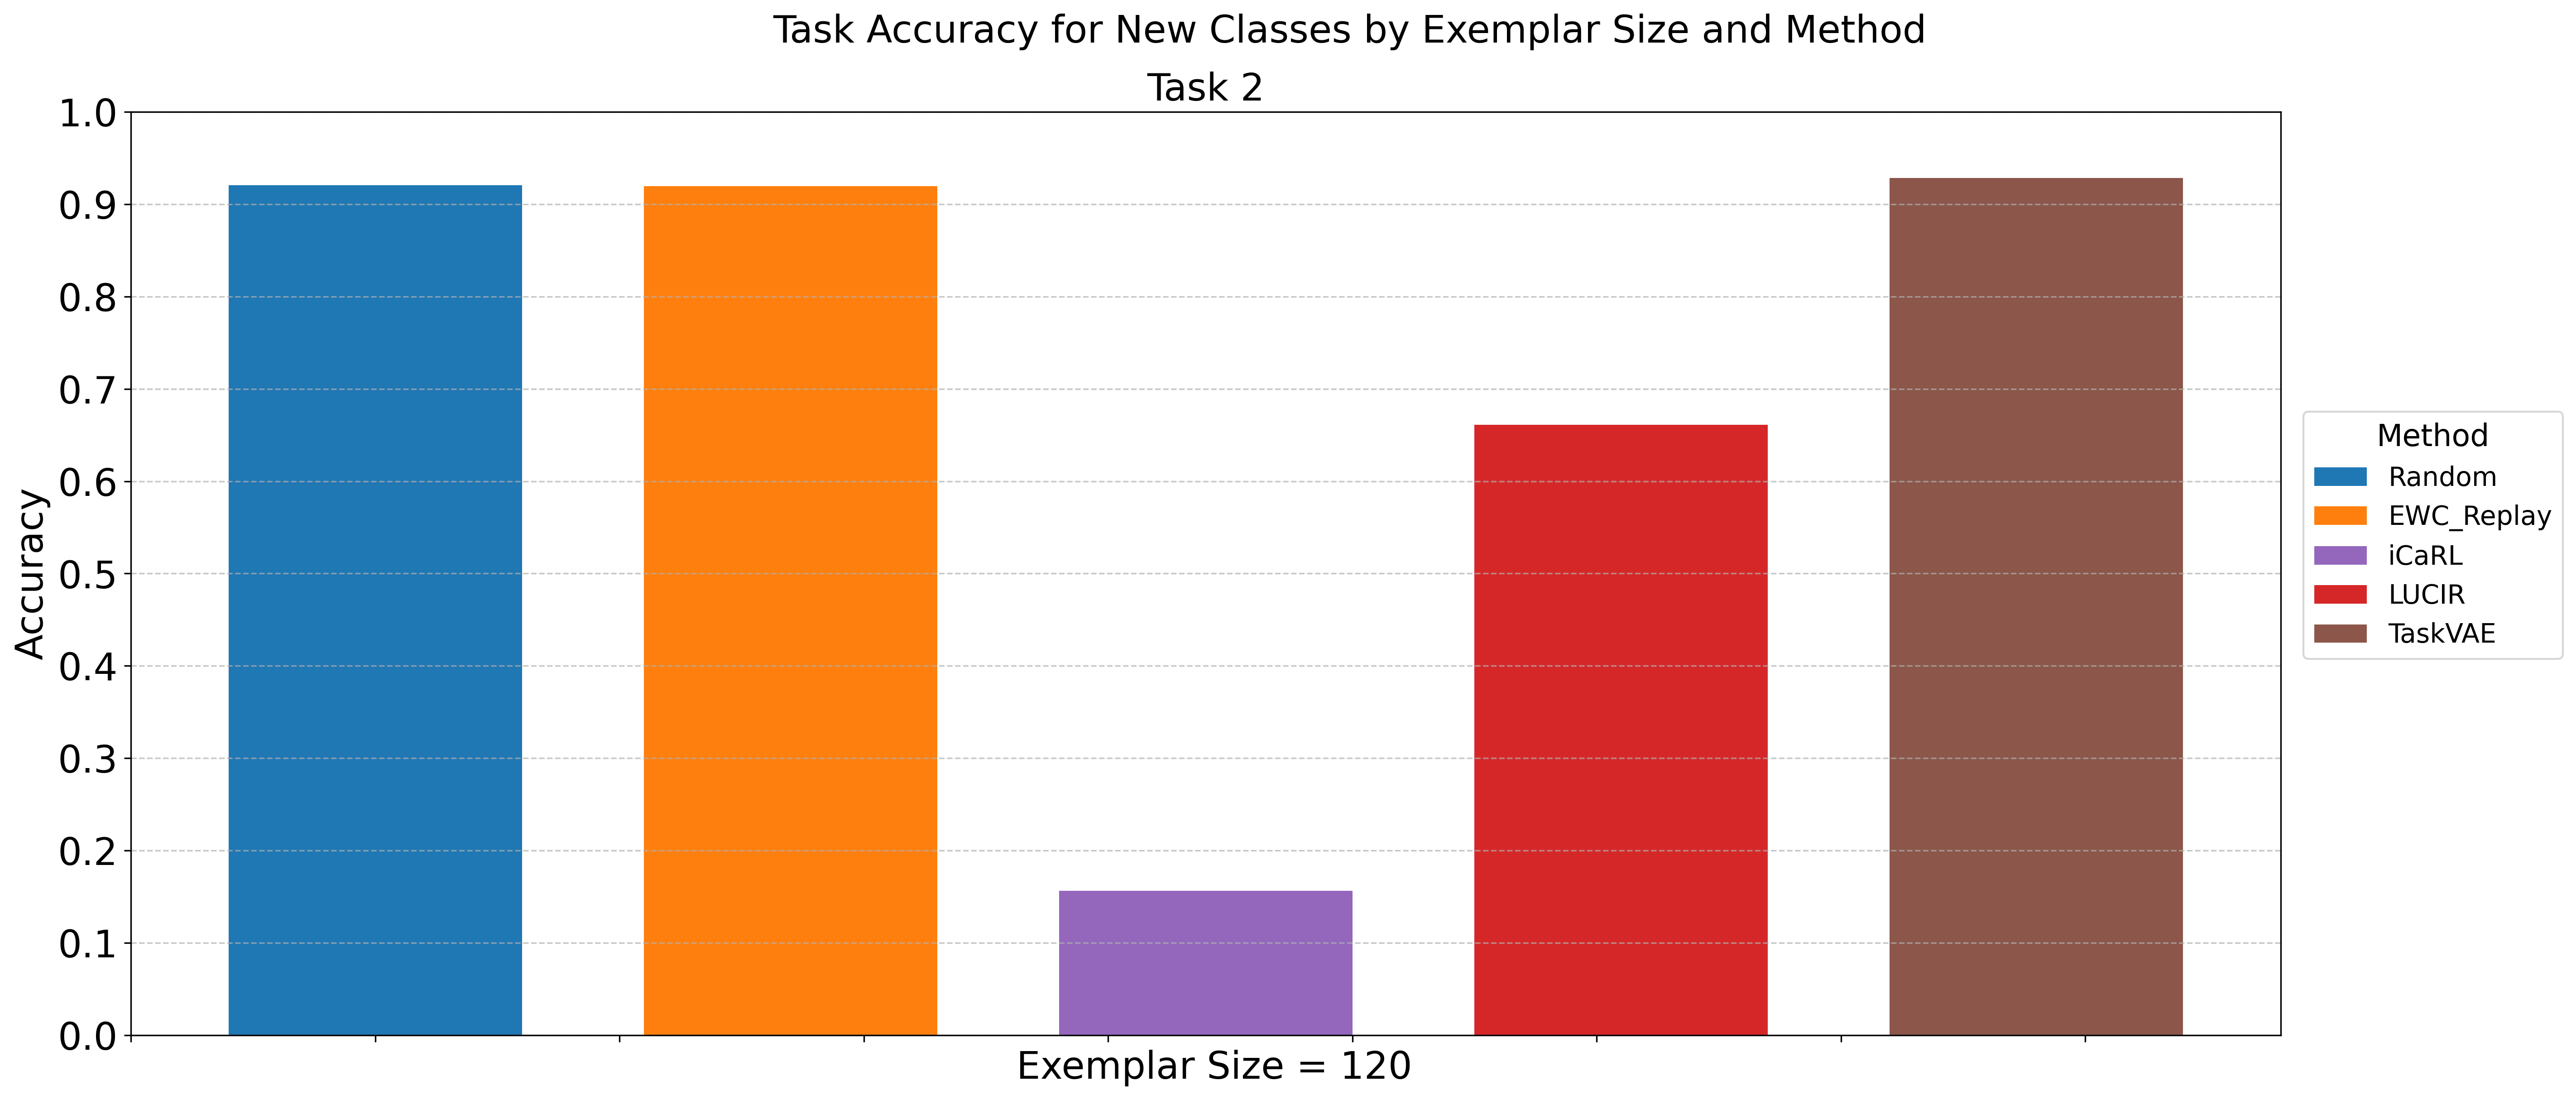 Task Accuracy for New Classes by Exemplar Size and Method
Task 2
1.0
0.9
0.8
0.7
0.6
0.5
0.4
0.3
0.2
0.1
0.0
Accuracy
Exemplar Size = 120
Method
Random
EWC_Replay
iCaRL
LUCIR
TaskVAE